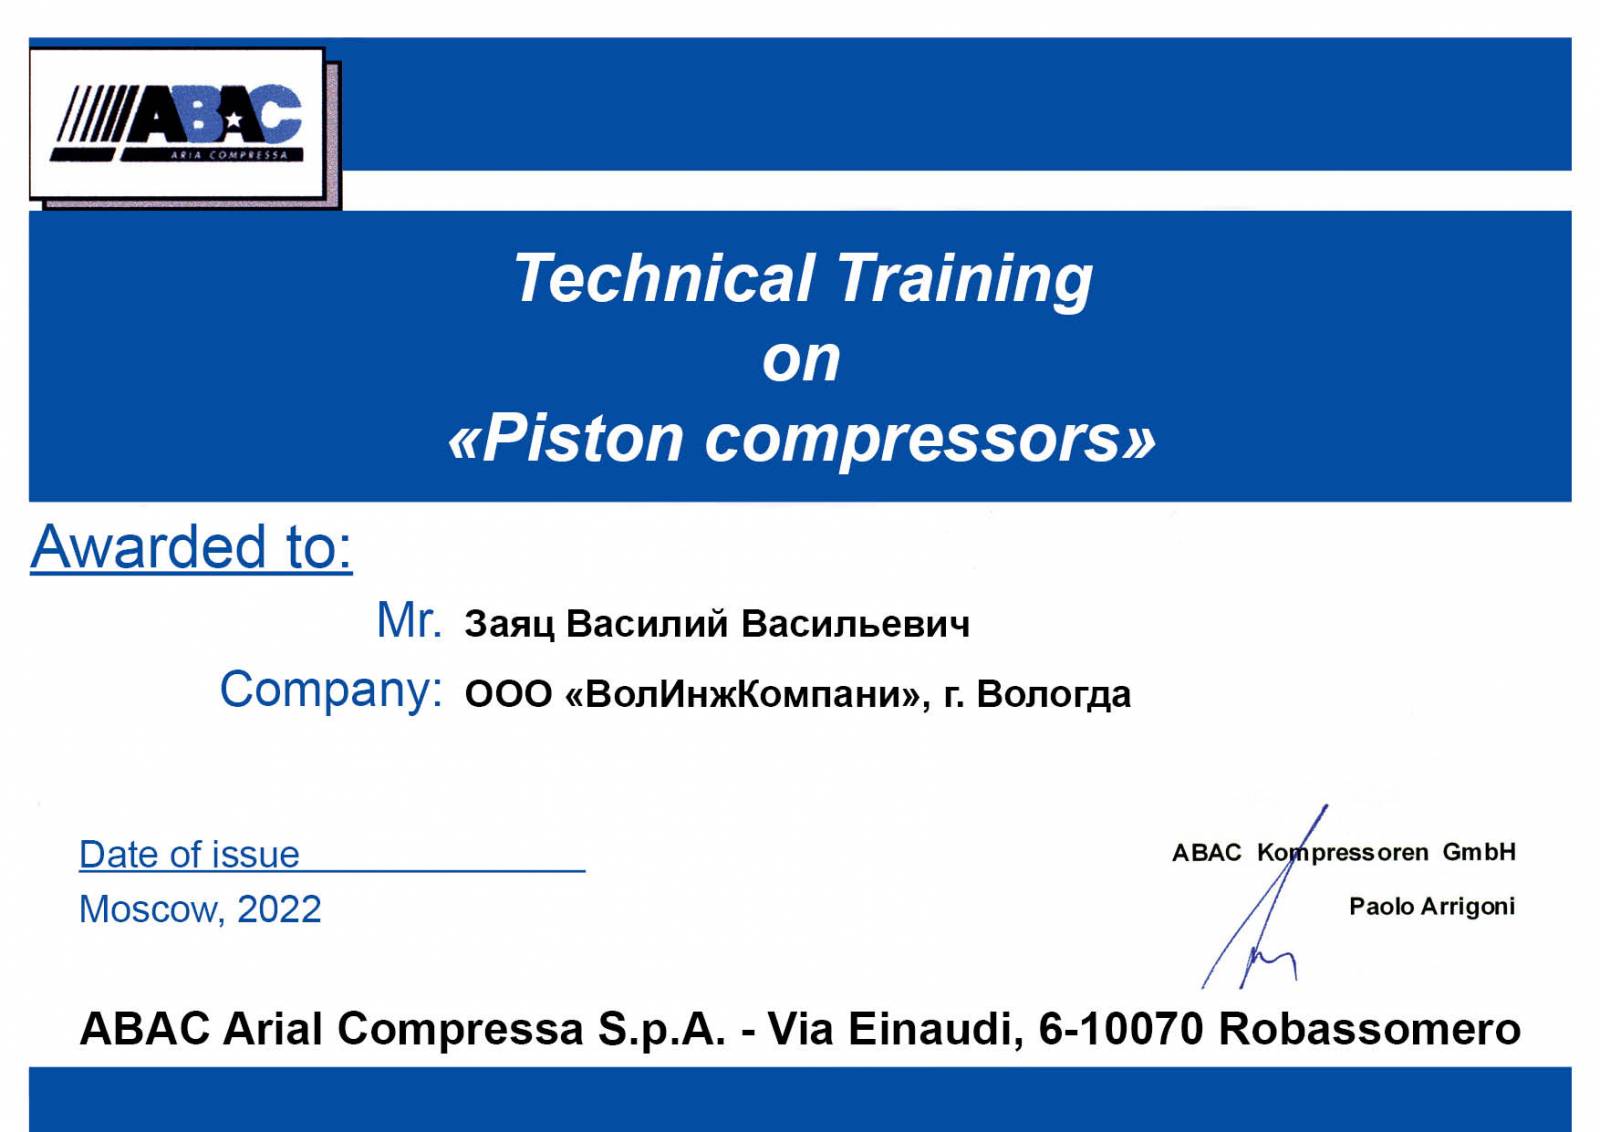 ABAC
ARIA COMPRESSA
Technical Training
on
«Piston compressors»
Awarded to:
Mr. Заяц Василий Васильевич
Company: ООО «ВолИнжКомпани», г. Вологда
Date of issue
Moscow, 2022
ABAC Kompressoren GmbH
Paolo Arrigoni
ABAC Arial Compressa S.p.A. - Via Einaudi, 6-10070 Robassomero